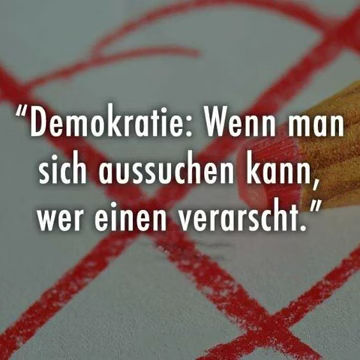 “Demokratie: Wenn man
sich aussuchen kann,
wer einen verarscht.”